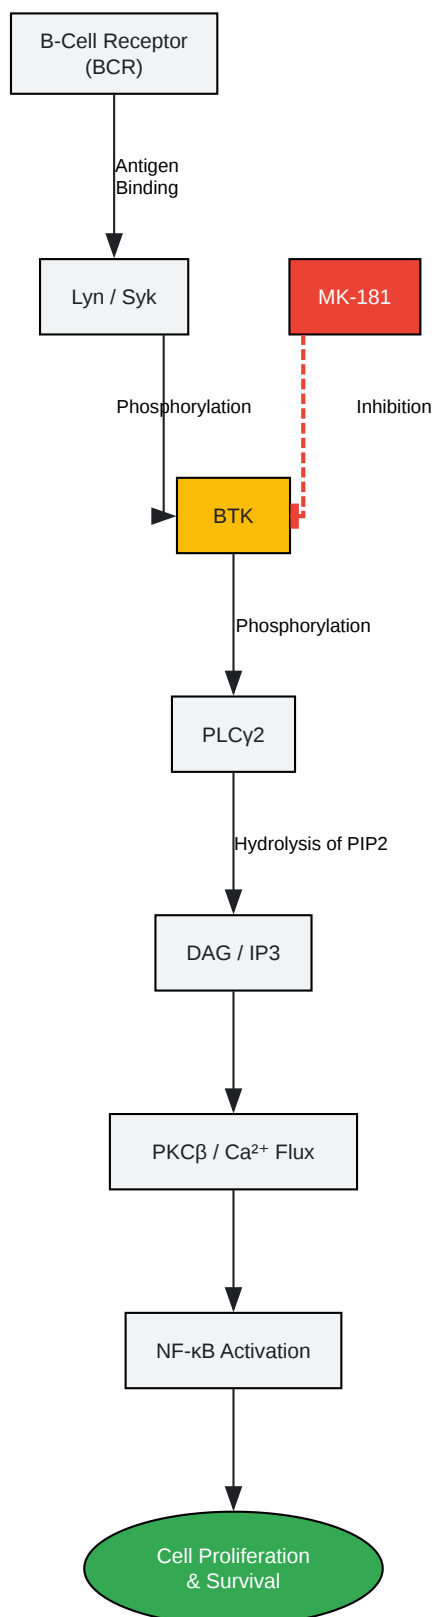 B-Cell Receptor
(BCR)
Antigen
Binding
Lyn / Syk
MK-181
Phosphorylation
Inhibition
BTK
Phosphorylation
PLCγ2
Hydrolysis of PIP2
DAG / IP3
PKCβ / Ca²⁺ Flux
NF-κB Activation
Cell Proliferation
& Survival